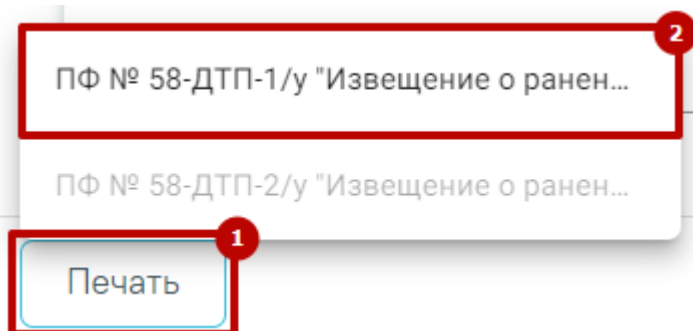 2
ПФ № 58-ДТП-1/у "Извещение о ранен...
ПФ № 58-ДТП-2/у "Извещение о ранен...
1
Печать